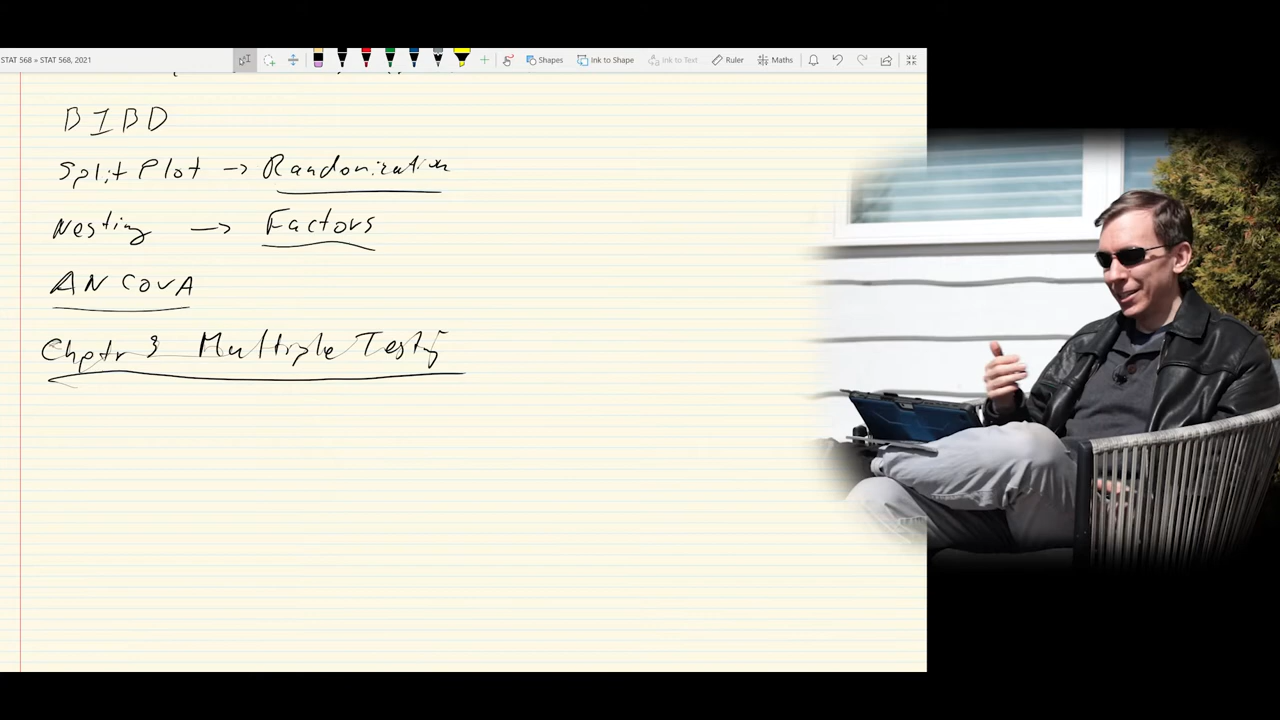 STAT 568 » STAT 568, 2021
Shapes
Ink to Shape
Ink to Text
Ruler
Maths
BIBD
Split Plot → Randomization
Nesting → Factors
ANCOVA
Chptr 3 Multiple Testing